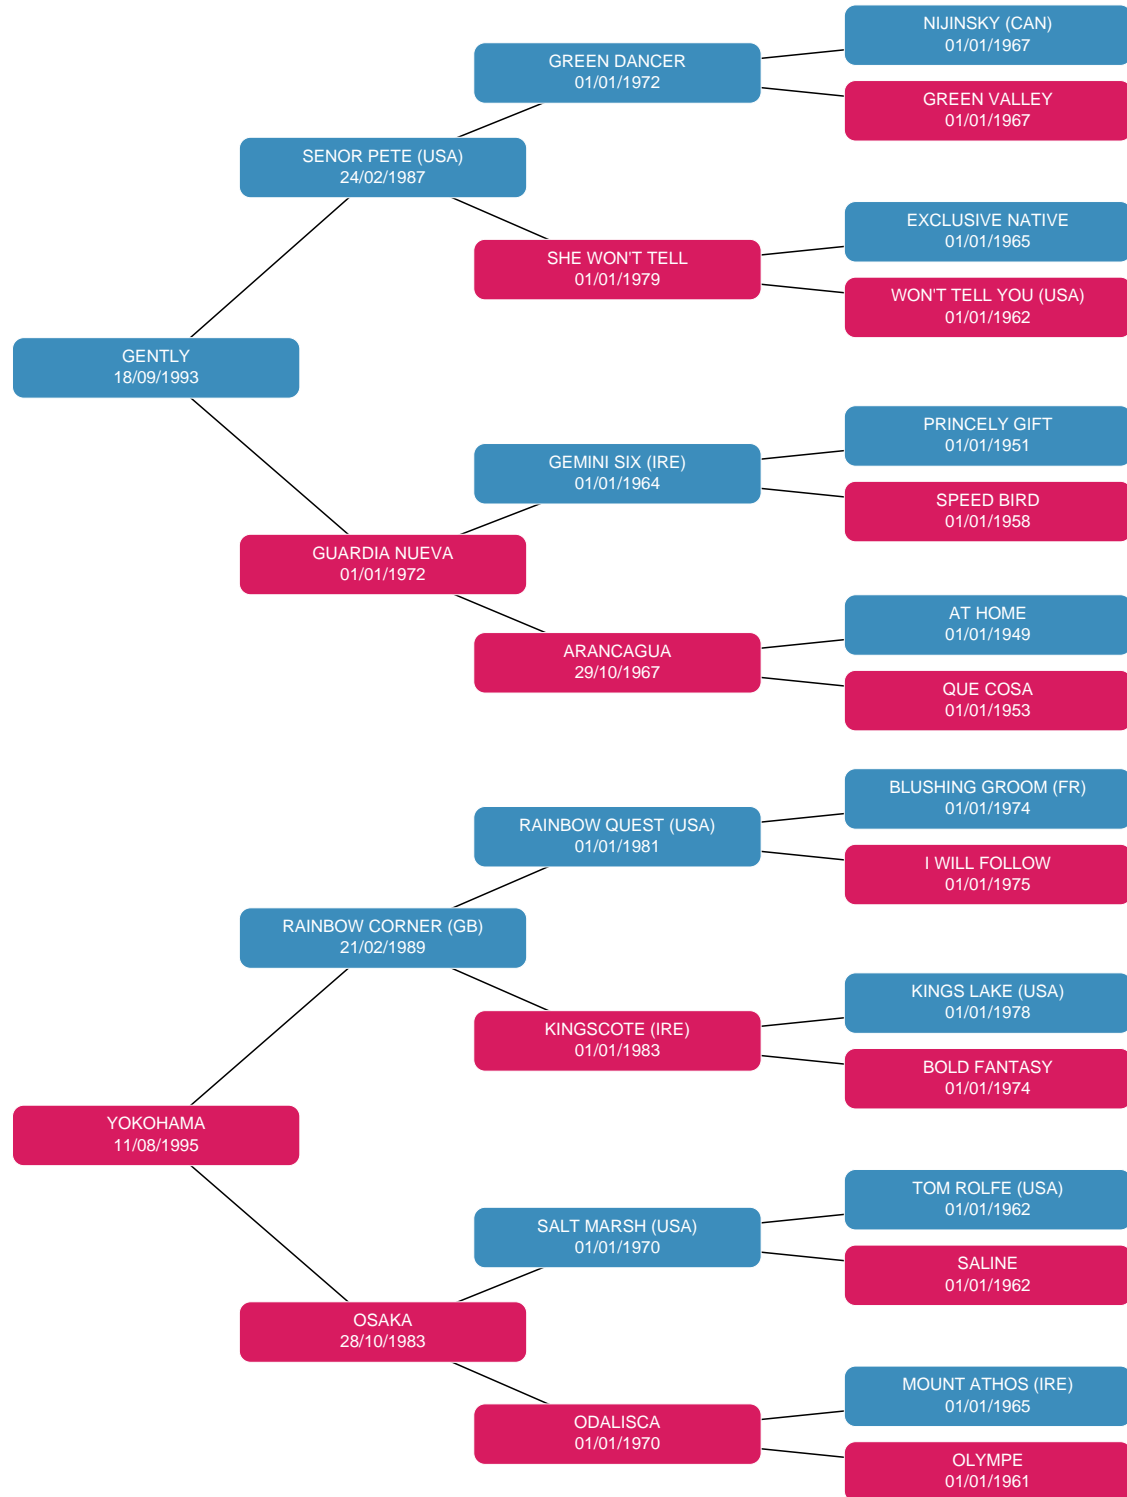 NIJINSKY (CAN)
01/01/1967
GREEN DANCER
01/01/1972
GREEN VALLEY
01/01/1967
SENOR PETE (USA)
24/02/1987
EXCLUSIVE NATIVE
01/01/1965
SHE WON'T TELL
01/01/1979
WON'T TELL YOU (USA)
01/01/1962
GENTLY
18/09/1993
PRINCELY GIFT
01/01/1951
GEMINI SIX (IRE)
01/01/1964
SPEED BIRD
01/01/1958
GUARDIA NUEVA
01/01/1972
AT HOME
01/01/1949
ARANCAGUA
29/10/1967
QUE COSA
01/01/1953
BLUSHING GROOM (FR)
01/01/1974
RAINBOW QUEST (USA)
01/01/1981
I WILL FOLLOW
01/01/1975
RAINBOW CORNER (GB)
21/02/1989
KINGS LAKE (USA)
01/01/1978
KINGSCOTE (IRE)
01/01/1983
BOLD FANTASY
01/01/1974
YOKOHAMA
11/08/1995
TOM ROLFE (USA)
01/01/1962
SALT MARSH (USA)
01/01/1970
SALINE
01/01/1962
OSAKA
28/10/1983
MOUNT ATHOS (IRE)
01/01/1965
ODALISCA
01/01/1970
OLYMPE
01/01/1961